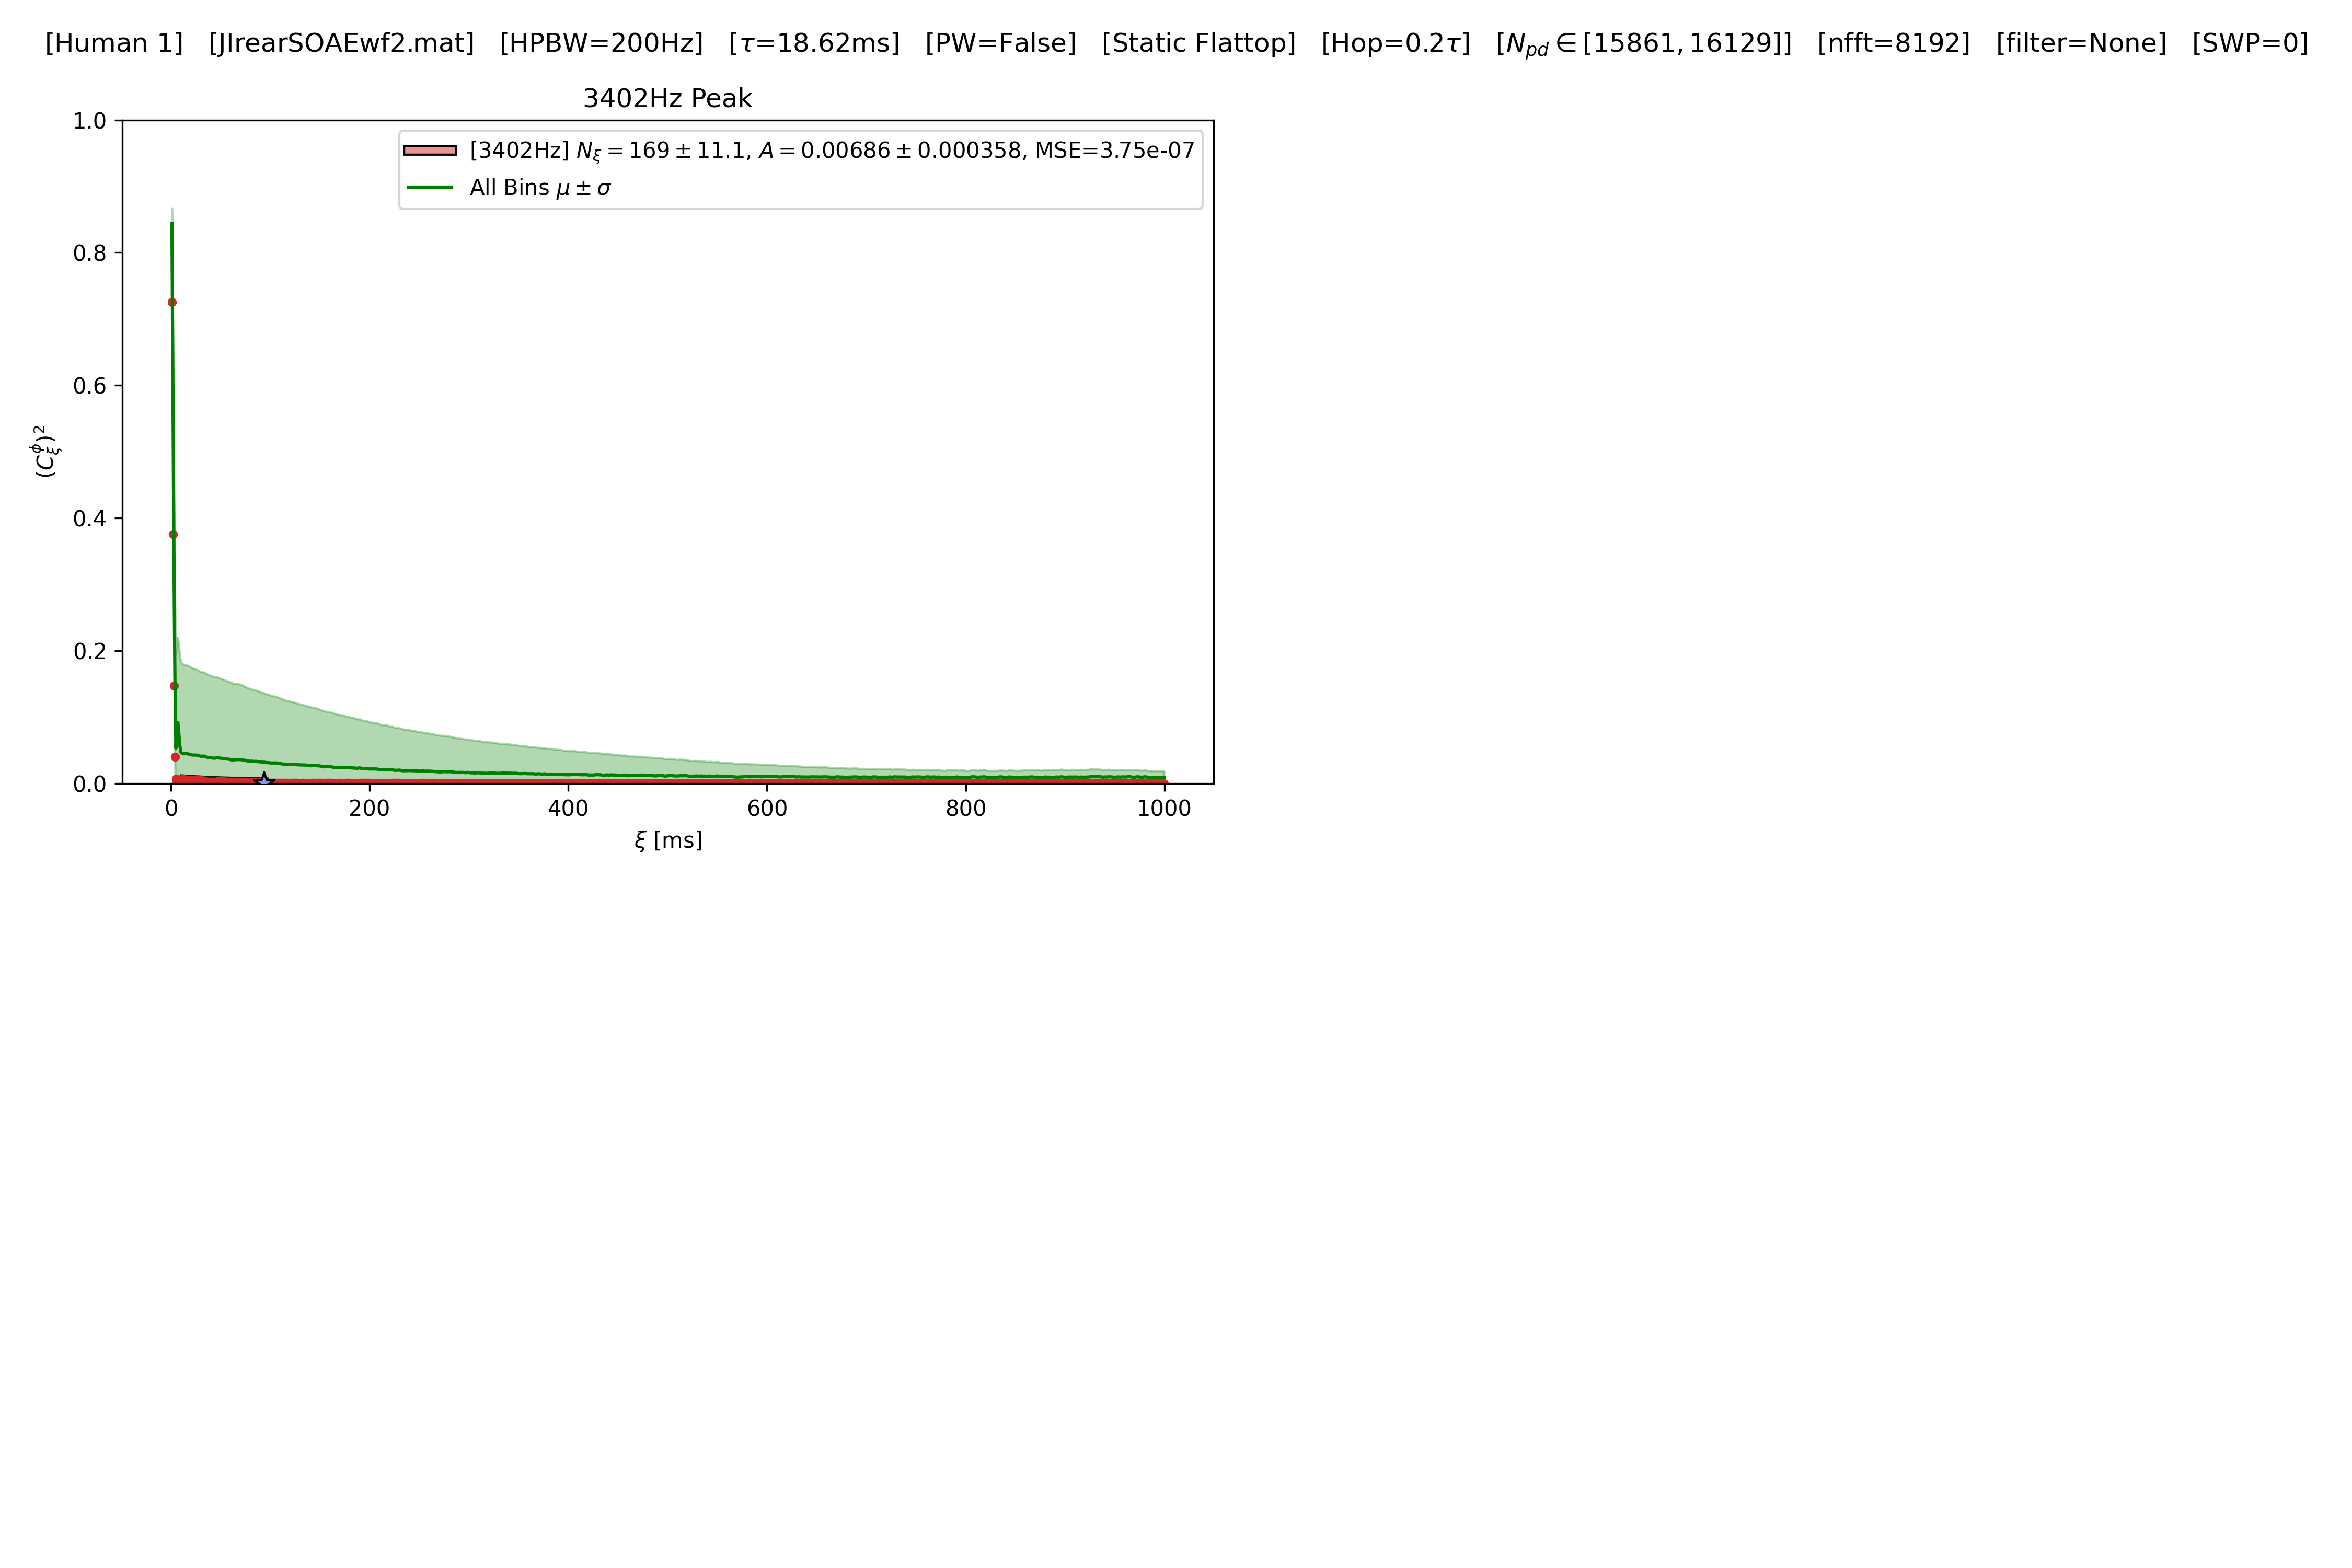 [Human 1] [JIrearSOAEwf2.mat] [HPBW=200Hz] [τ=18.62ms] [PW=False] [Static Flattop] [Hop=0.2τ] [N_{pd} ∈ [15861, 16129]] [nfft=8192] [filter=None] [SWP=0]
3402Hz Peak
[3402Hz] N_ξ = 169 ± 11.1, A = 0.00686 ± 0.000358, MSE=3.75e-07
All Bins μ ± σ
(C_ξ^ϕ)^2
1.0
0.8
0.6
0.4
0.2
0.0
0 200 400 600 800 1000
ξ [ms]